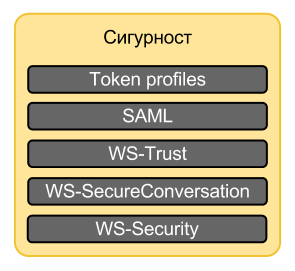 Сигурност
Token profiles
SAML
WS-Trust
WS-SecureConversation
WS-Security